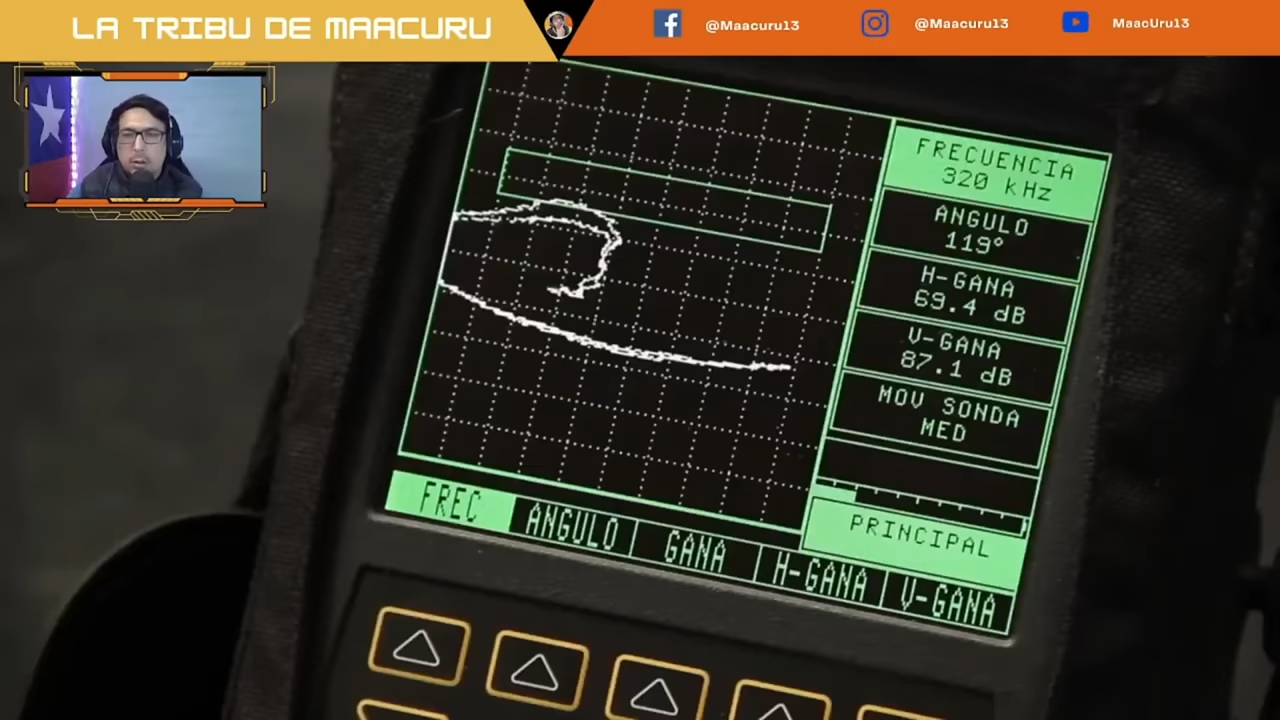 LA TRIBU DE MAACURU
@Maacuru13
@Maacuru13
MaacUru13
FRECUENCIA
320 kHz
ANGULO
119°
H-GANA
69.4 dB
V-GANA
87.1 dB
MOV SONDA
MED
PRINCIPAL
FREC
ANGULO
GANA
H-GANA
V-GANA